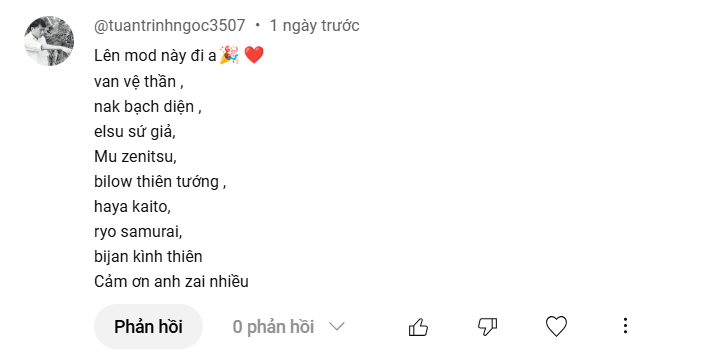 @tuantrinhngoc3507 • 1 ngày trước
Lên mod này đi a🎉 ❤️
van vệ thần ,
nak bạch diện ,
elsu sứ giả,
Mu zenitsu,
bilow thiên tướng ,
haya kaito,
ryo samurai,
bijan kình thiên
Cảm ơn anh zai nhiều
Phản hồi 0 phản hồi